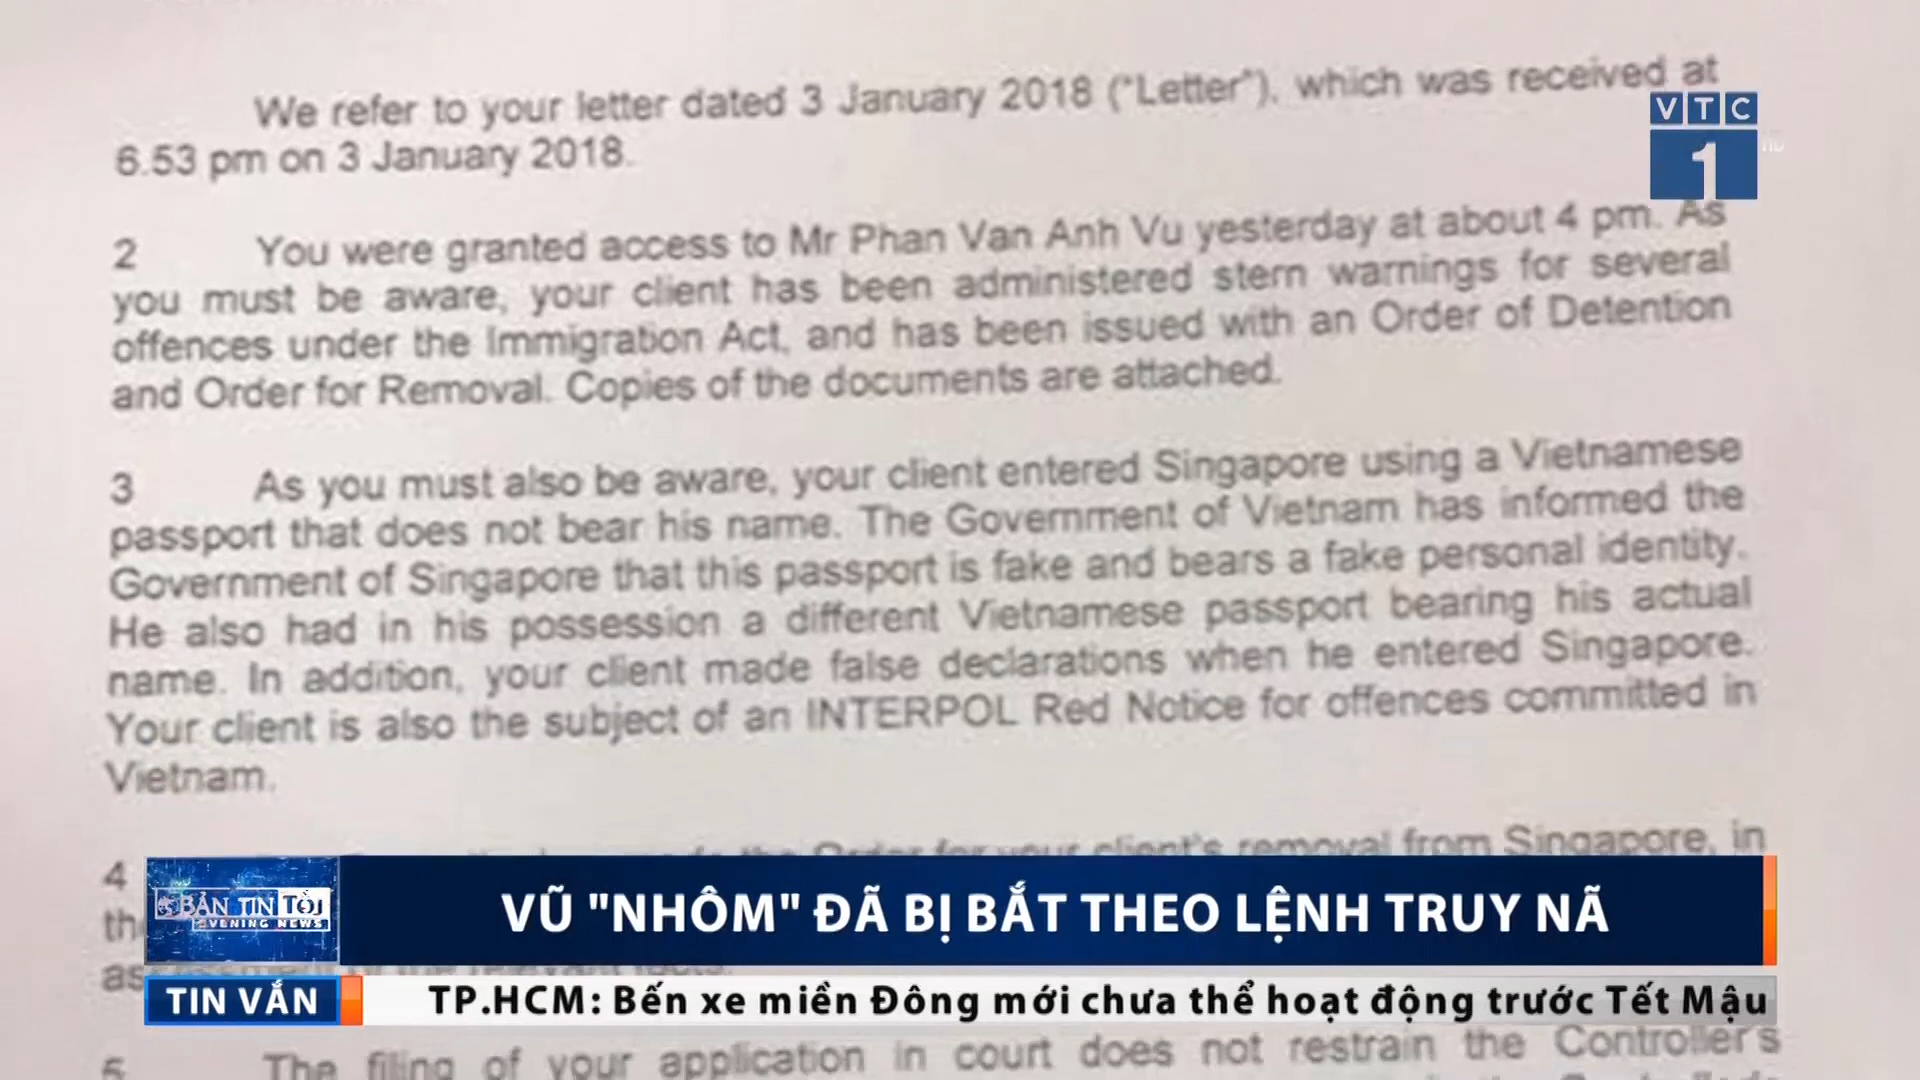 We refer to your letter dated 3 January 2018 ("Letter"), which was received at
6.53 pm on 3 January 2018.
VTC
1
HD
2 You were granted access to Mr Phan Van Anh Vu yesterday at about 4 pm. As
you must be aware, your client has been administered stern warnings for several
offences under the Immigration Act, and has been issued with an Order of Detention
and Order for Removal. Copies of the documents are attached.
3 As you must also be aware, your client entered Singapore using a Vietnamese
passport that does not bear his name. The Government of Vietnam has informed the
Government of Singapore that this passport is fake and bears a fake personal identity.
He also had in his possession a different Vietnamese passport bearing his actual
name. In addition, your client made false declarations when he entered Singapore.
Your client is also the subject of an INTERPOL Red Notice for offences committed in
Vietnam.
4 the Order for your client's removal from Singapore, in
BẢN TIN TỐI
EVENING NEWS
VŨ "NHÔM" ĐÃ BỊ BẮT THEO LỆNH TRUY NÃ
TIN VẮN
TP.HCM: Bến xe miền Đông mới chưa thể hoạt động trước Tết Mậu
5 The filing of your application in court does not restrain the Controller's